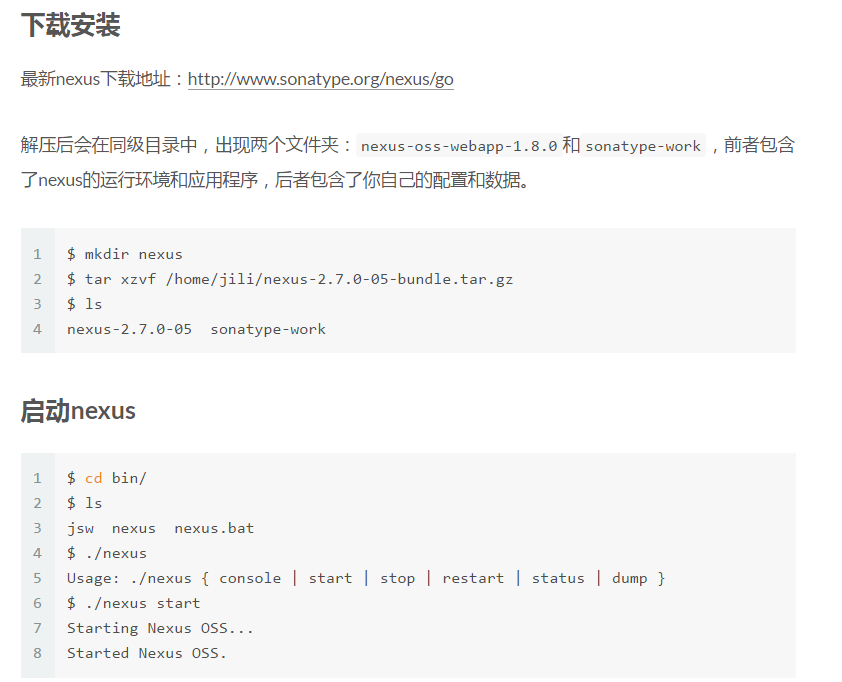 下载安装
最新nexus下载地址：http://www.sonatype.org/nexus/go
解压后会在同级目录中，出现两个文件夹：nexus-oss-webapp-1.8.0 和 sonatype-work ，前者包含
了nexus的运行环境和应用程序，后者包含了你自己的配置和数据。
1 $ mkdir nexus
2 $ tar xzvf /home/jili/nexus-2.7.0-05-bundle.tar.gz
3 $ ls
4 nexus-2.7.0-05  sonatype-work
启动nexus
1 $ cd bin/
2 $ ls
3 jsw  nexus  nexus.bat
4 $ ./nexus
5 Usage: ./nexus { console | start | stop | restart | status | dump }
6 $ ./nexus start
7 Starting Nexus OSS...
8 Started Nexus OSS.